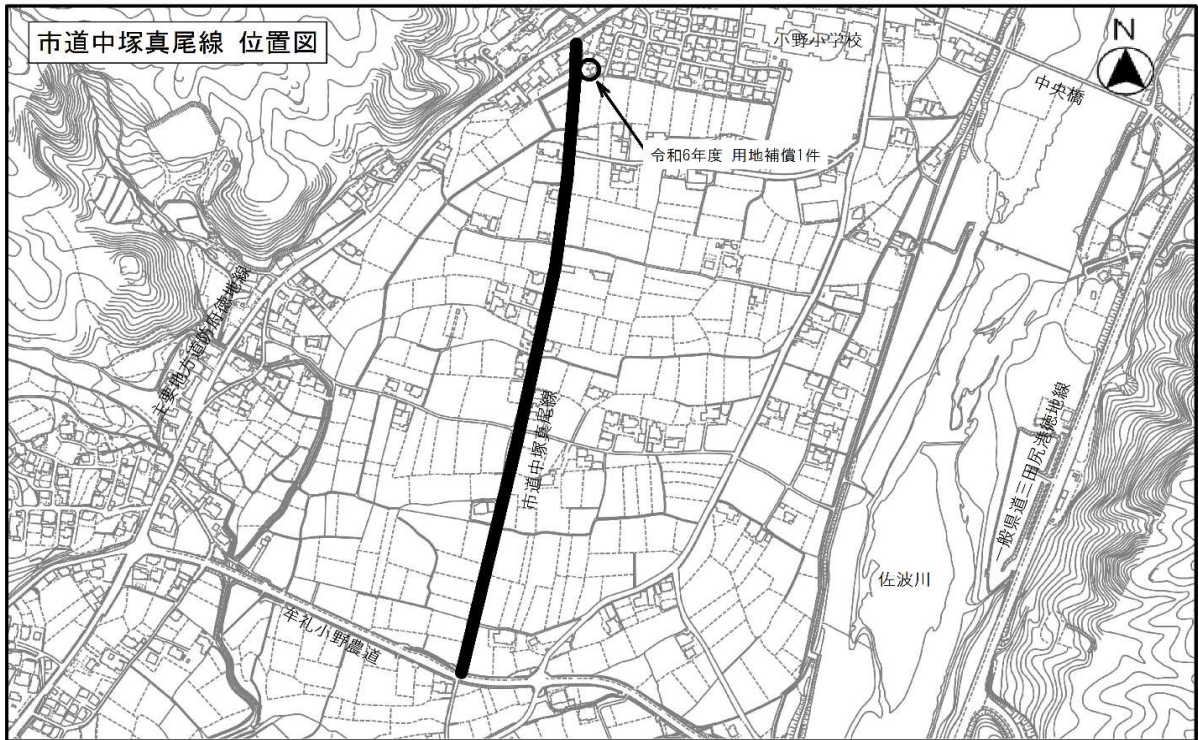 市道中塚真尾線 位置図
小野小学校
N
中央橋
令和6年度 用地補償1件
主要地方道防府徳地線
市道中塚真尾線
一般県道三田尻港徳地線
佐波川
牟礼小野農道